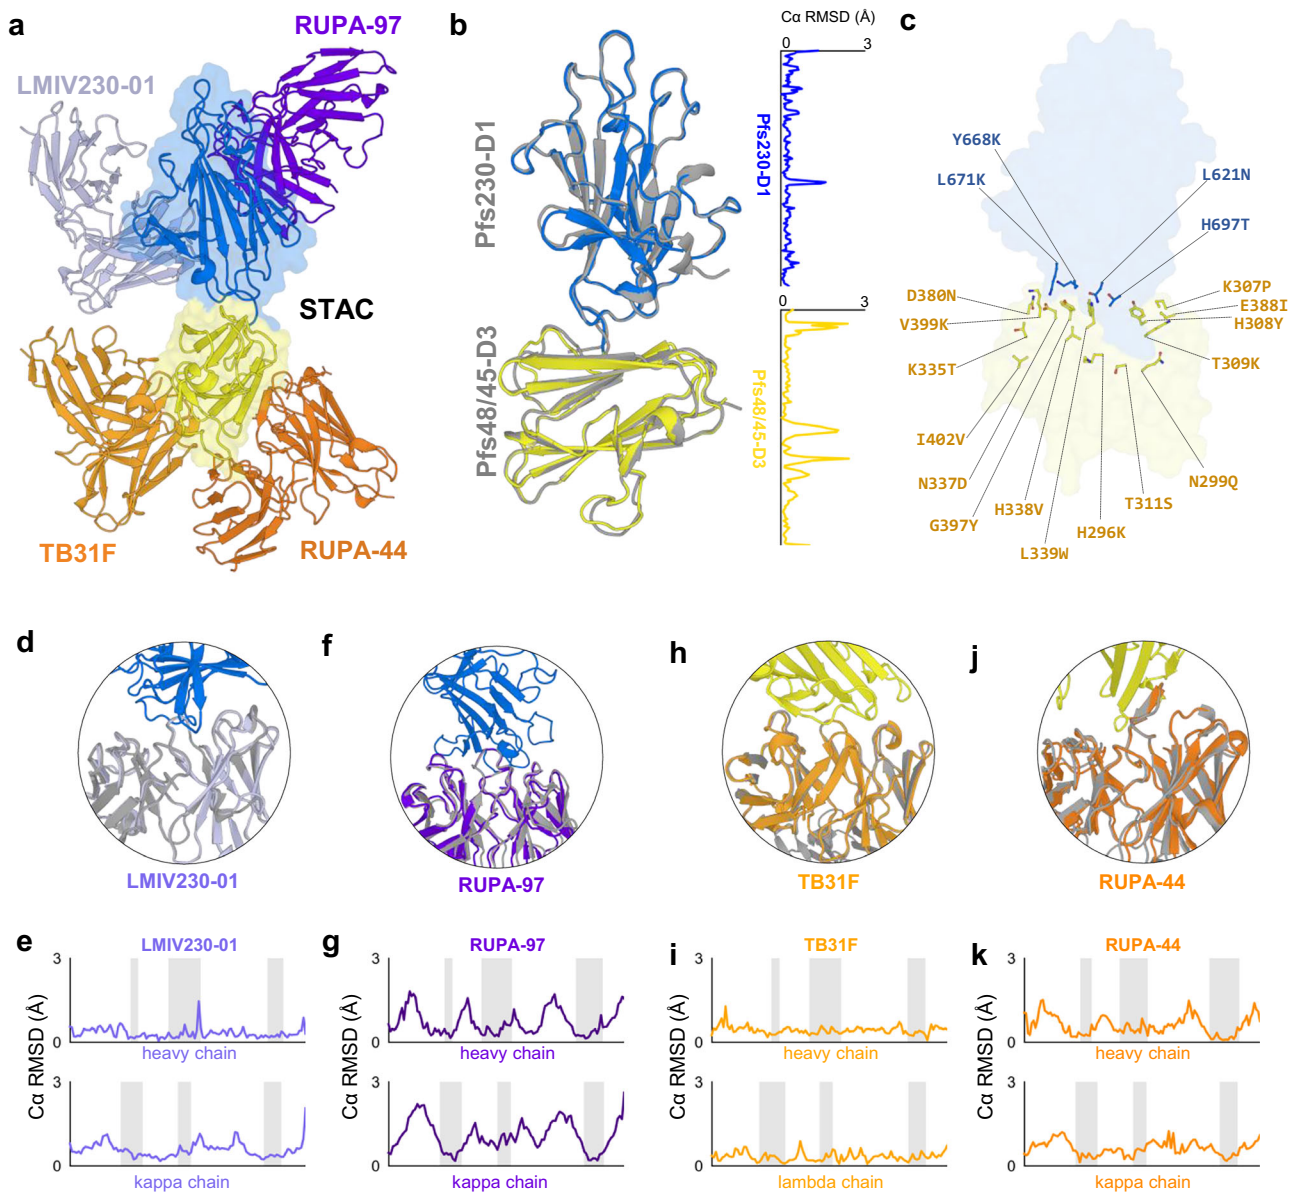 a
RUPA-97
LMIV230-01
STAC
TB31F
RUPA-44
b
Cα RMSD (Å)
0
3
Pfs230-D1
Pfs230-D1
0
3
Pfs48/45-D3
Pfs48/45-D3
c
Y668K
L671K
L621N
H697T
D380N
V399K
K335T
I402V
N337D
G397Y
H338V
L339W
H296K
T311S
N299Q
K307P
E388I
H308Y
T309K
d
LMIV230-01
f
RUPA-97
h
TB31F
j
RUPA-44
e
LMIV230-01
Cα RMSD (Å)
3
0
heavy chain
3
0
kappa chain
g
RUPA-97
Cα RMSD (Å)
3
0
heavy chain
3
0
kappa chain
i
TB31F
Cα RMSD (Å)
3
0
heavy chain
3
0
lambda chain
k
RUPA-44
Cα RMSD (Å)
3
0
heavy chain
3
0
kappa chain